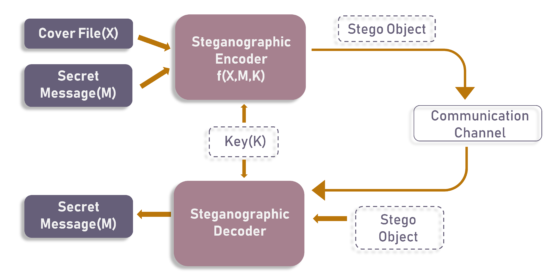 Cover File(X)
Secret
Message(M)
Steganographic
Encoder
f(X,M,K)
Stego Object
Communication
Channel
Key(K)
Secret
Message(M)
Steganographic
Decoder
Stego
Object